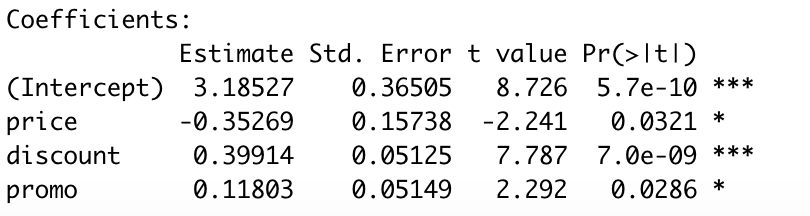 Coefficients:
Estimate Std. Error t value Pr(>|t|)
(Intercept) 3.18527 0.36505 8.726 5.7e-10 ***
price -0.35269 0.15738 -2.241 0.0321 *
discount 0.39914 0.05125 7.787 7.0e-09 ***
promo 0.11803 0.05149 2.292 0.0286 *